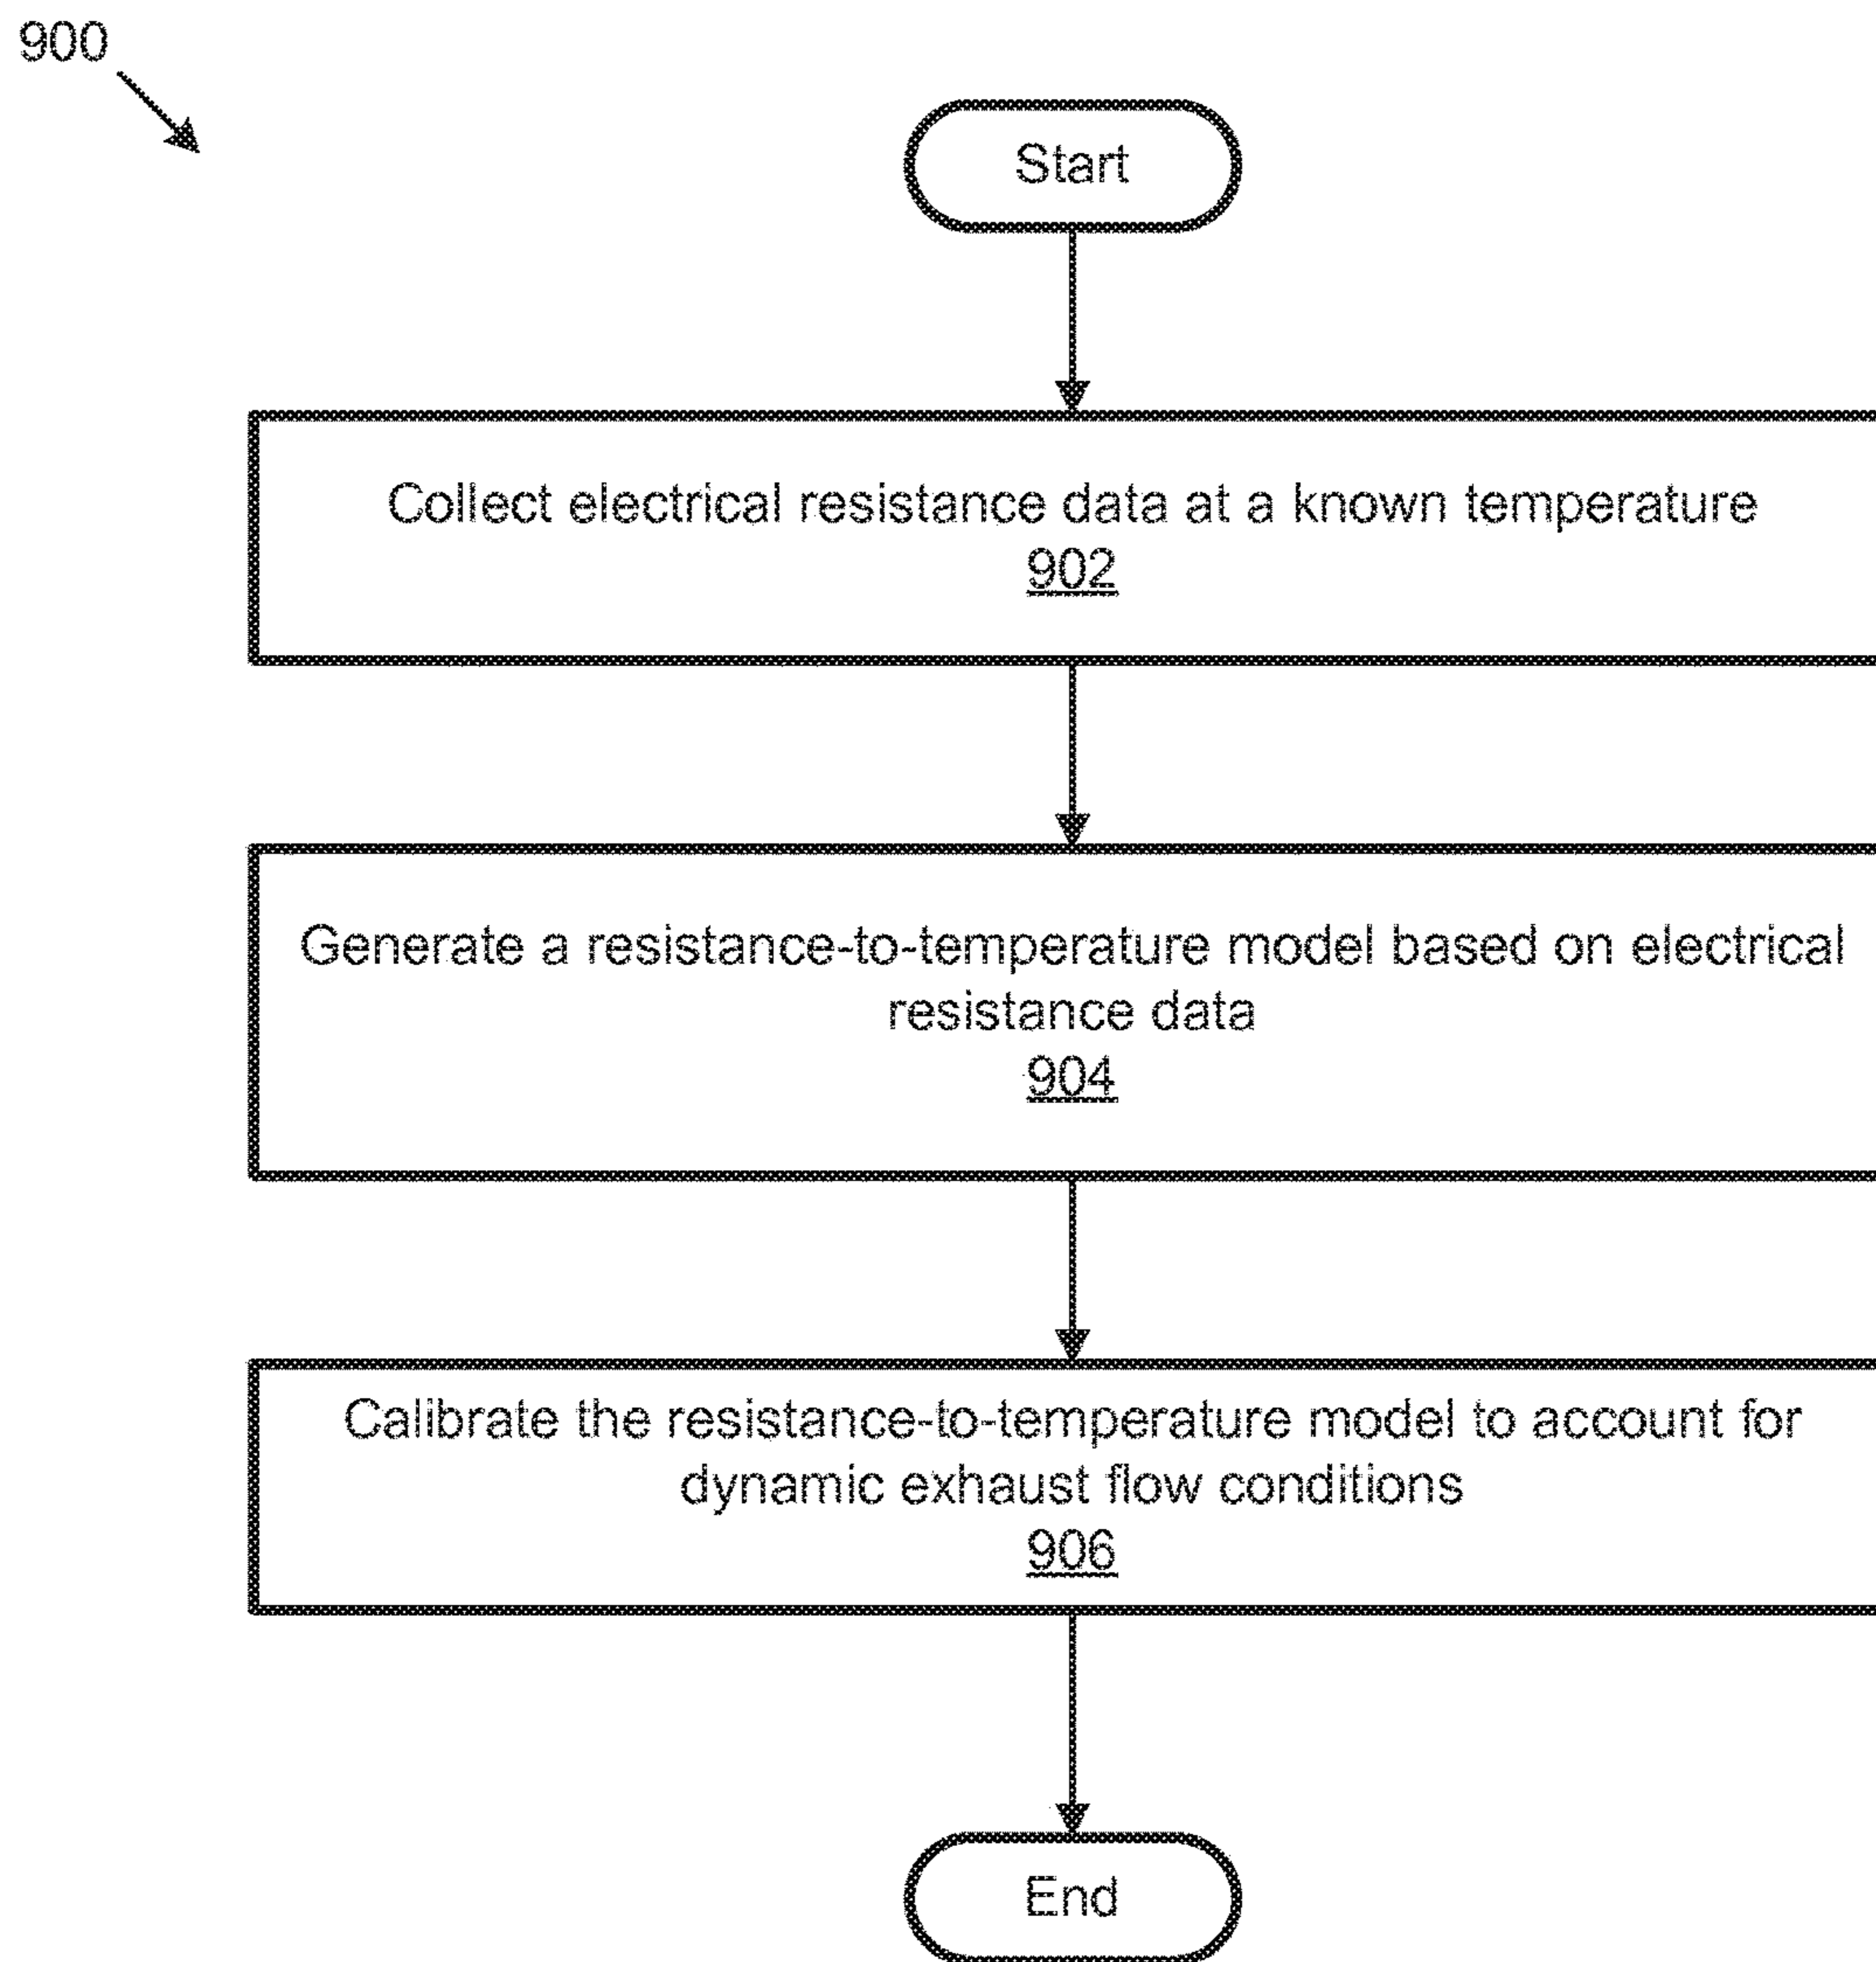 900
Start
Collect electrical resistance data at a known temperature
902
Generate a resistance-to-temperature model based on electrical
resistance data
904
Calibrate the resistance-to-temperature model to account for
dynamic exhaust flow conditions
906
End